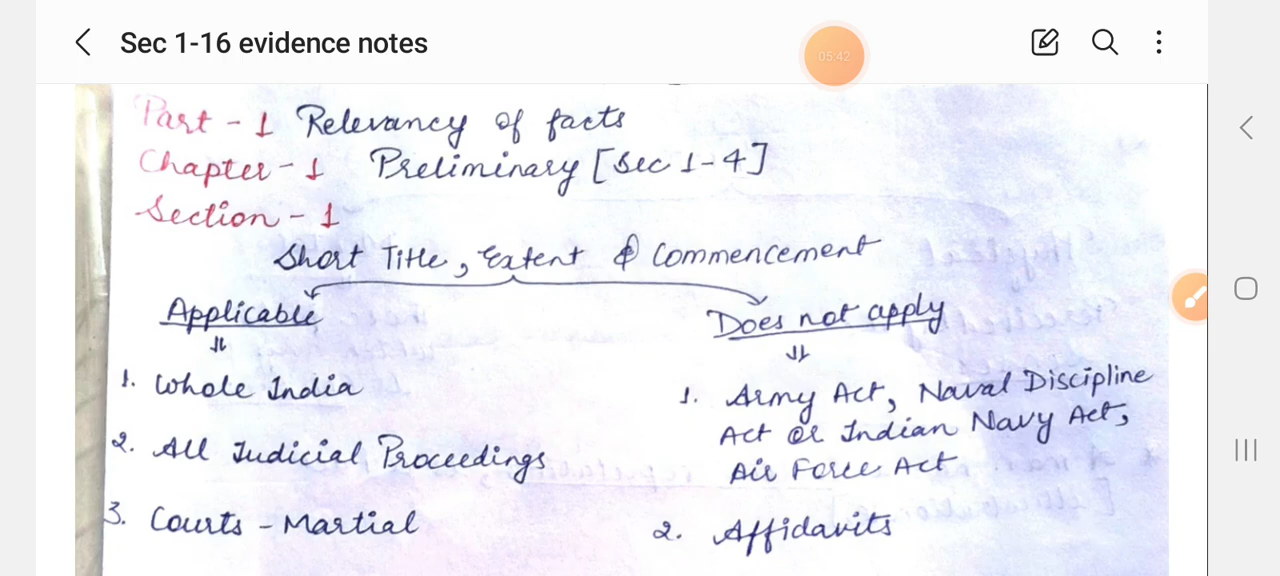 Sec 1-16 evidence notes
05:42
Part - 1 Relevancy of facts
Chapter - 1 Preliminary [Sec 1-4]
Section - 1
Short Title, Extent & Commencement
Applicable
1. Whole India
2. All Judicial Proceedings
3. Courts - Martial
Does not apply
1. Army Act, Naval Discipline
Act or Indian Navy Act,
Air Force Act
2. Affidavits